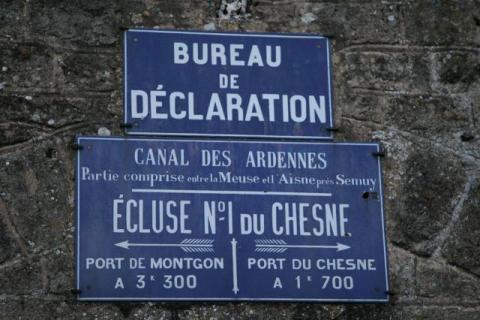 BUREAU
DE
DÉCLARATION
CANAL DES ARDENNES
Partie comprise entre la Meuse et l'Aisne près Semuy
ÉCLUSE N°1 DU CHESNE
PORT DE MONTGON PORT DU CHESNE
A 3K 300 A 1K 700